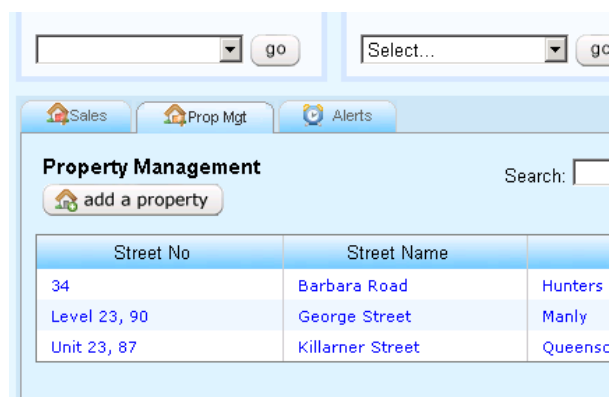 go Select... go
Sales Prop Mgt Alerts
Property Management
Search:
add a property
Street No Street Name
34 Barbara Road Hunters
Level 23, 90 George Street Manly
Unit 23, 87 Killarner Street